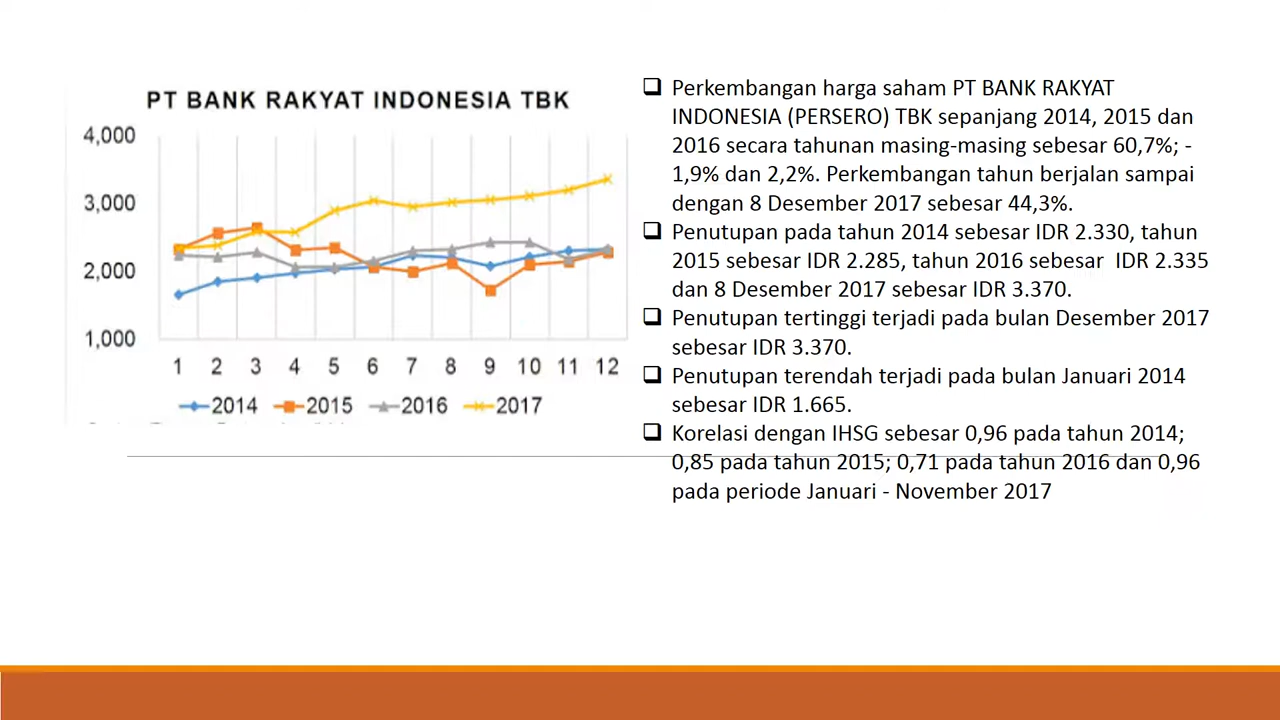 PT BANK RAKYAT INDONESIA TBK
4,000
3,000
2,000
1,000
1 2 3 4 5 6 7 8 9 10 11 12
2014 2015 2016 2017
❑ Perkembangan harga saham PT BANK RAKYAT
INDONESIA (PERSERO) TBK sepanjang 2014, 2015 dan
2016 secara tahunan masing-masing sebesar 60,7%; -
1,9% dan 2,2%. Perkembangan tahun berjalan sampai
dengan 8 Desember 2017 sebesar 44,3%.
❑ Penutupan pada tahun 2014 sebesar IDR 2.330, tahun
2015 sebesar IDR 2.285, tahun 2016 sebesar IDR 2.335
dan 8 Desember 2017 sebesar IDR 3.370.
❑ Penutupan tertinggi terjadi pada bulan Desember 2017
sebesar IDR 3.370.
❑ Penutupan terendah terjadi pada bulan Januari 2014
sebesar IDR 1.665.
❑ Korelasi dengan IHSG sebesar 0,96 pada tahun 2014;
0,85 pada tahun 2015; 0,71 pada tahun 2016 dan 0,96
pada periode Januari - November 2017